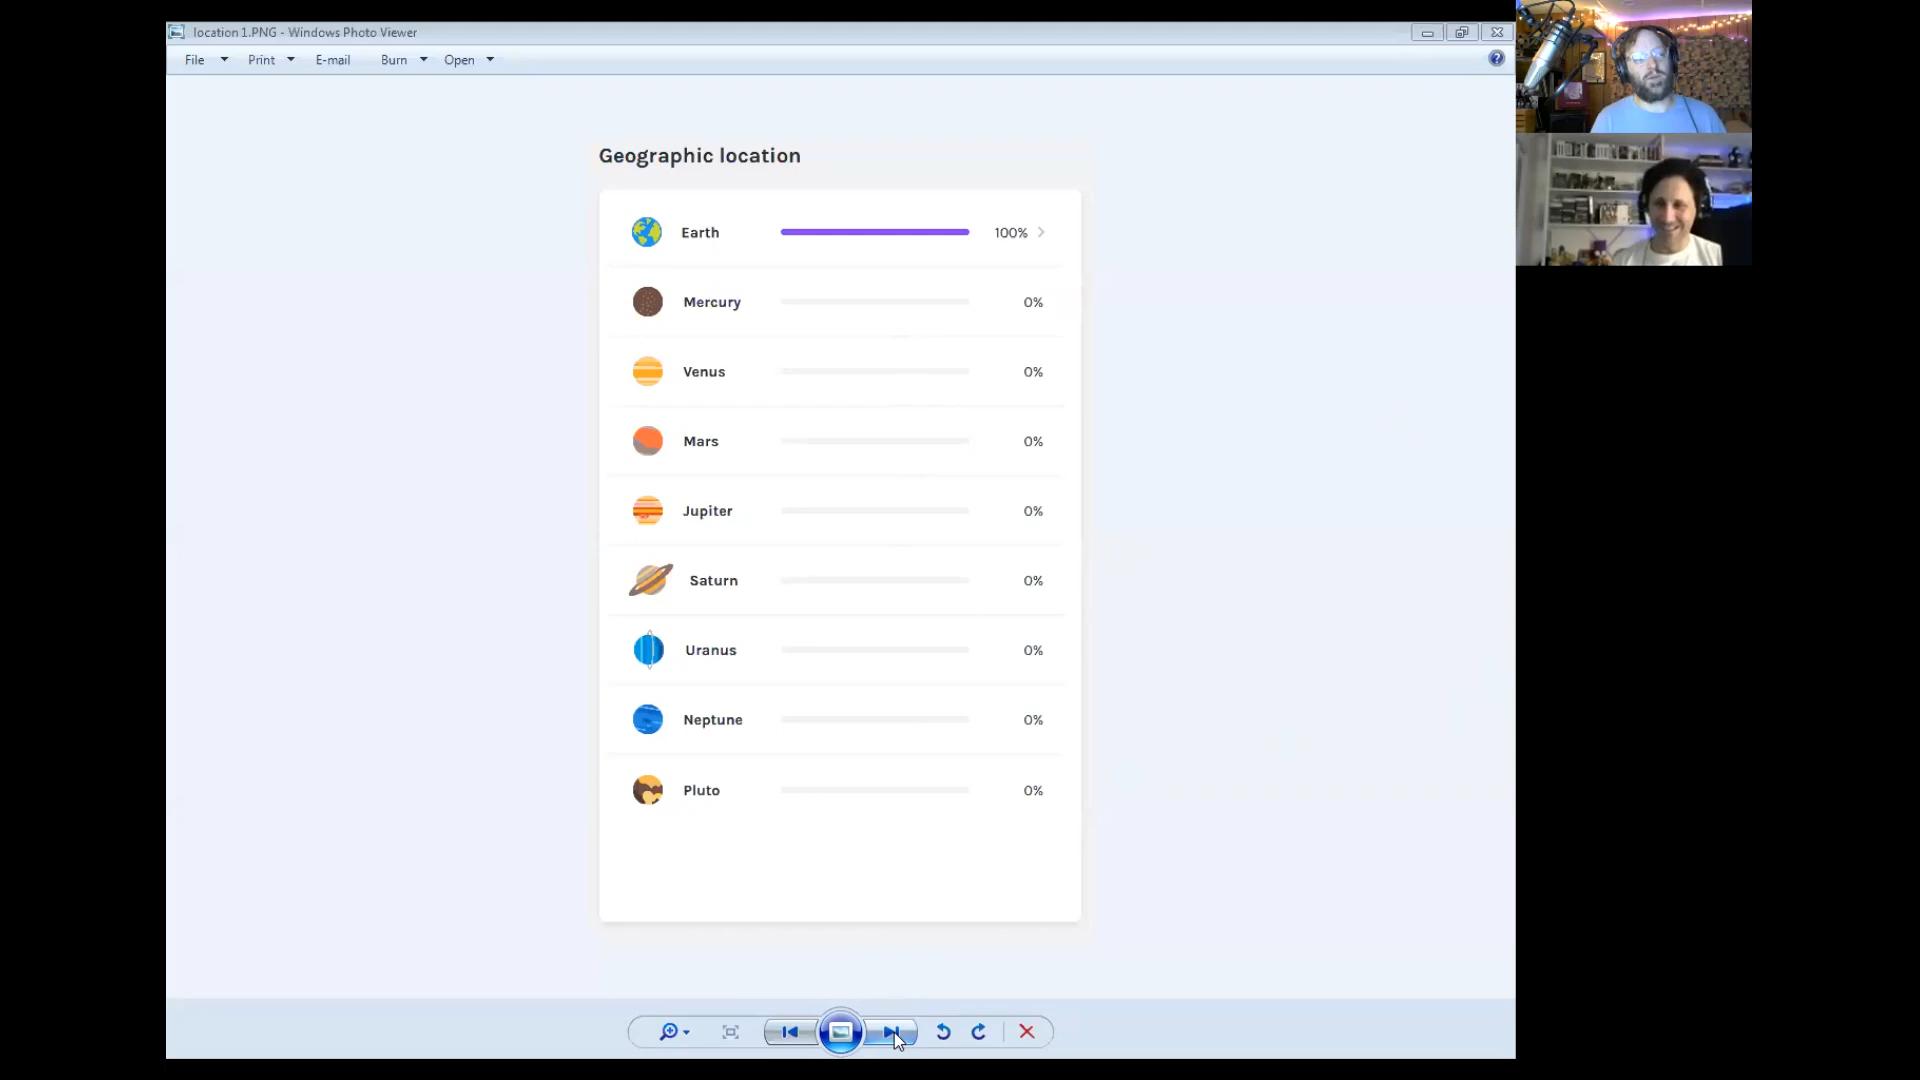 location 1.PNG - Windows Photo Viewer
File Print E-mail Burn Open
Geographic location
Earth 100%
Mercury 0%
Venus 0%
Mars 0%
Jupiter 0%
Saturn 0%
Uranus 0%
Neptune 0%
Pluto 0%